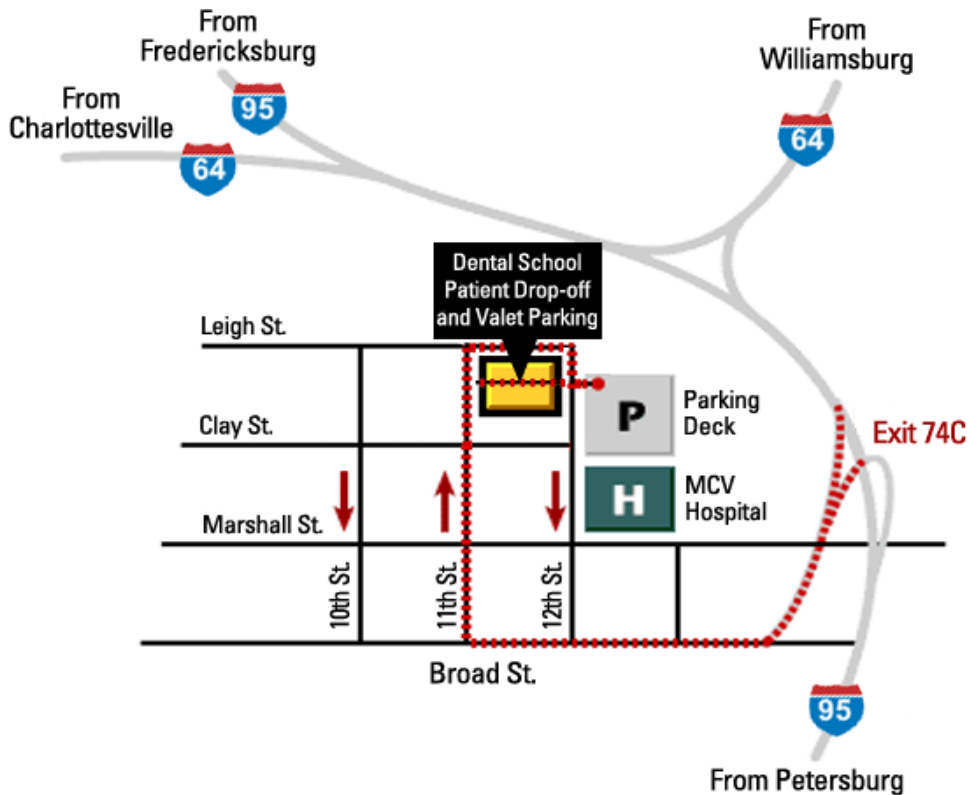 From
Fredericksburg
From
Williamsburg
From
Charlottesville
95
64
64
Dental School
Patient Drop-off
and Valet Parking
Leigh St.
P
Parking
Deck
Clay St.
Exit 74C
H
MCV
Hospital
Marshall St.
10th St.
11th St.
12th St.
Broad St.
95
From Petersburg